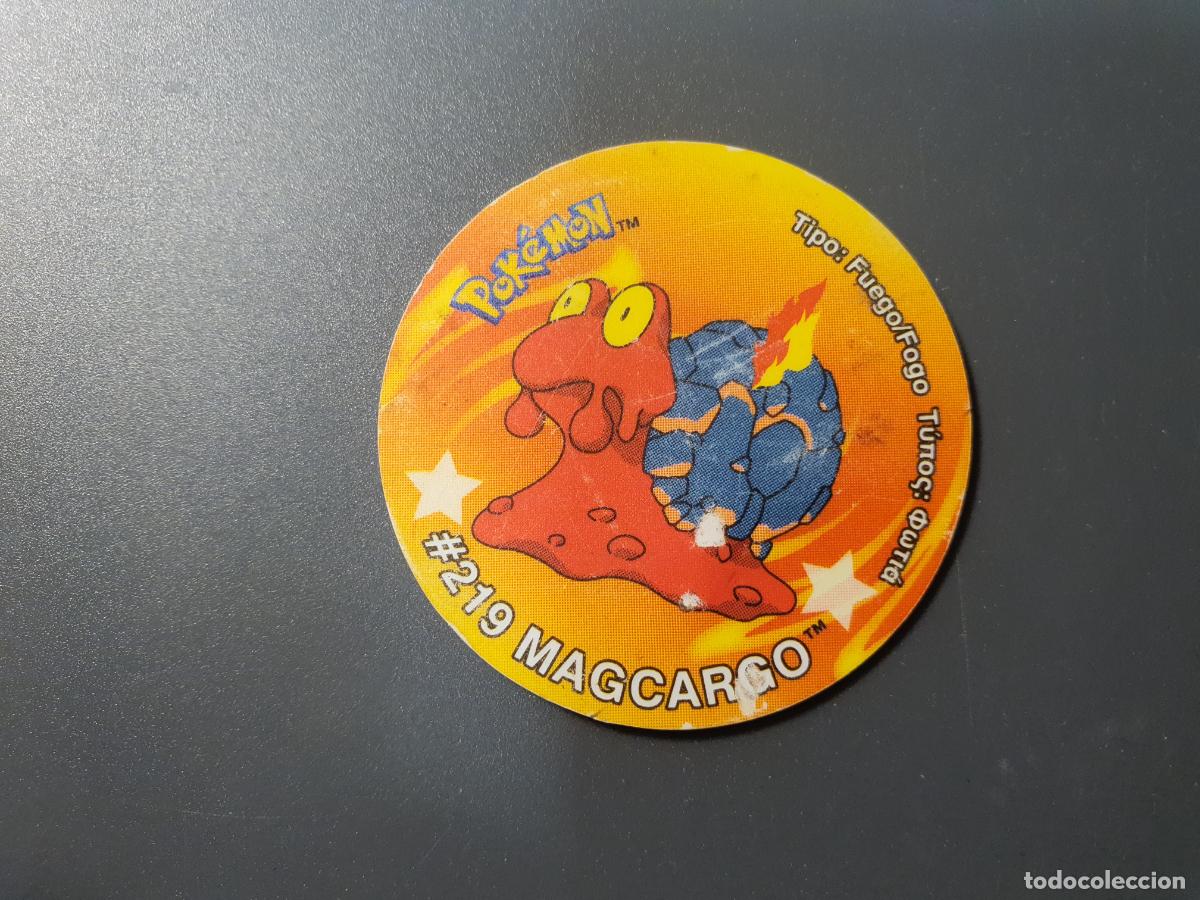 POKéMON™
Tipo: Fuego/Fogo Τύπος: Φωτιά
#219 MAGCARGO™
todocoleccion